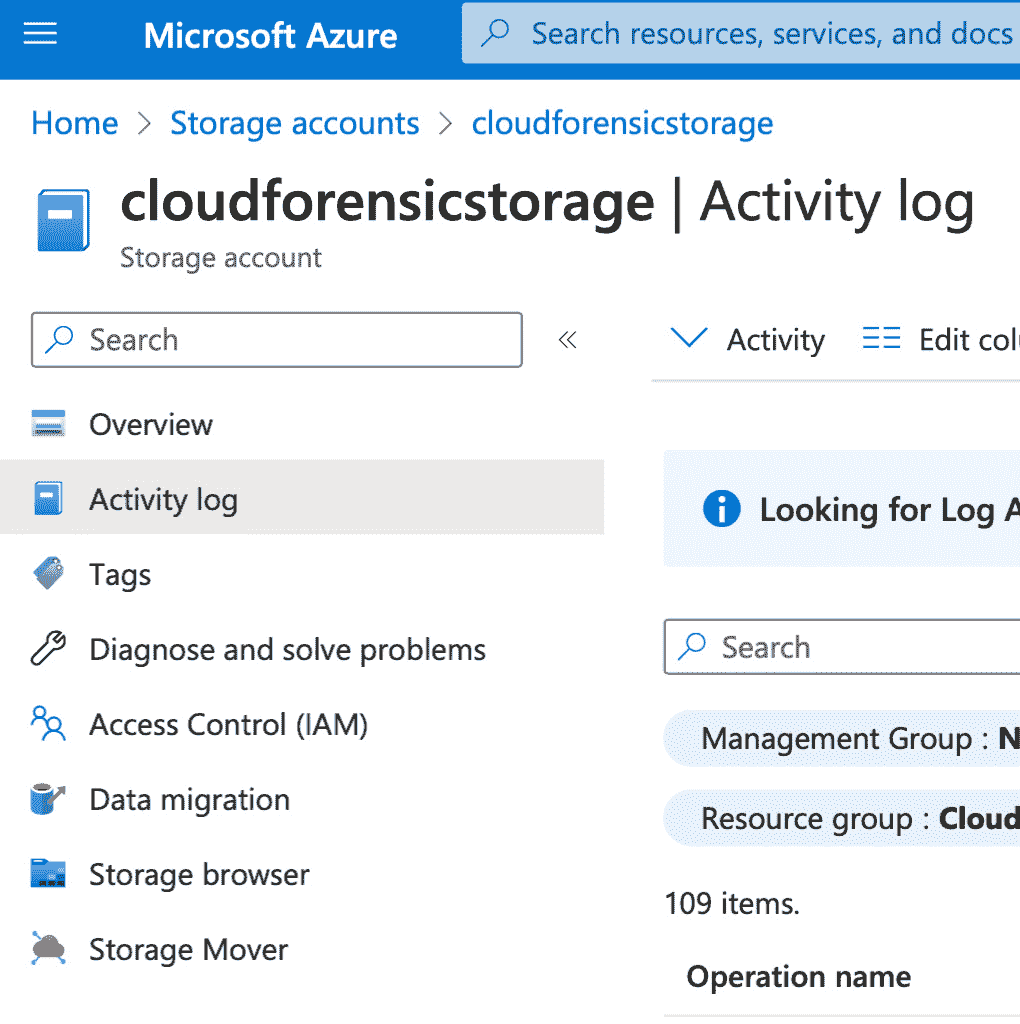 Microsoft Azure
Search resources, services, and docs
Home > Storage accounts > cloudforensicstorage
cloudforensicstorage | Activity log
Storage account
Search
«
Activity
Edit col
Overview
Activity log
Tags
Diagnose and solve problems
Access Control (IAM)
Data migration
Storage browser
Storage Mover
Looking for Log A
Search
Management Group : N
Resource group : Cloud
109 items.
Operation name